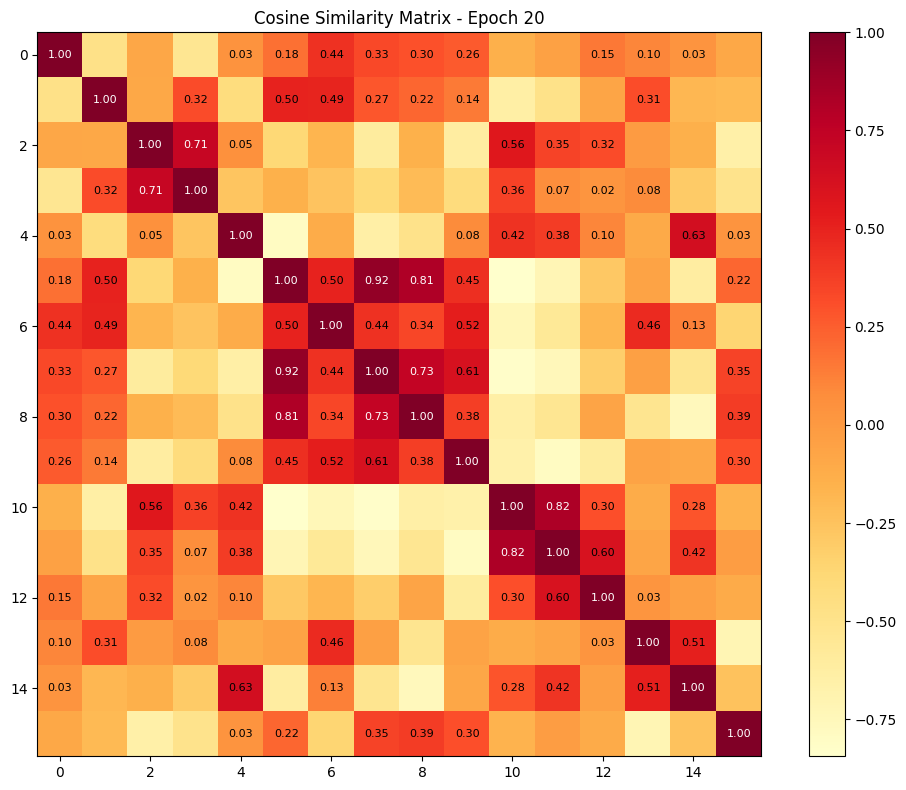 Cosine Similarity Matrix - Epoch 20
1.00
0 1.00 0.03 0.18 0.44 0.33 0.30 0.26 0.15 0.10 0.03
1.00 0.32 0.50 0.49 0.27 0.22 0.14 0.31
2 1.00 0.71 0.05 0.56 0.35 0.32
0.75
0.32 0.71 1.00 0.36 0.07 0.02 0.08
4 0.03 0.05 1.00 0.08 0.42 0.38 0.10 0.63 0.03
0.50
0.18 0.50 1.00 0.50 0.92 0.81 0.45 0.22
6 0.44 0.49 0.50 1.00 0.44 0.34 0.52 0.46 0.13
0.25
0.33 0.27 0.92 0.44 1.00 0.73 0.61 0.35
8 0.30 0.22 0.81 0.34 0.73 1.00 0.38 0.39
0.00
0.26 0.14 0.08 0.45 0.52 0.61 0.38 1.00 0.30
10 0.56 0.36 0.42 1.00 0.82 0.30 0.28
−0.25
0.35 0.07 0.38 0.82 1.00 0.60 0.42
12 0.15 0.32 0.02 0.10 0.30 0.60 1.00 0.03
−0.50
0.10 0.31 0.08 0.46 0.03 1.00 0.51
14 0.03 0.63 0.13 0.28 0.42 0.51 1.00
−0.75
0.03 0.22 0.35 0.39 0.30 1.00
0 2 4 6 8 10 12 14